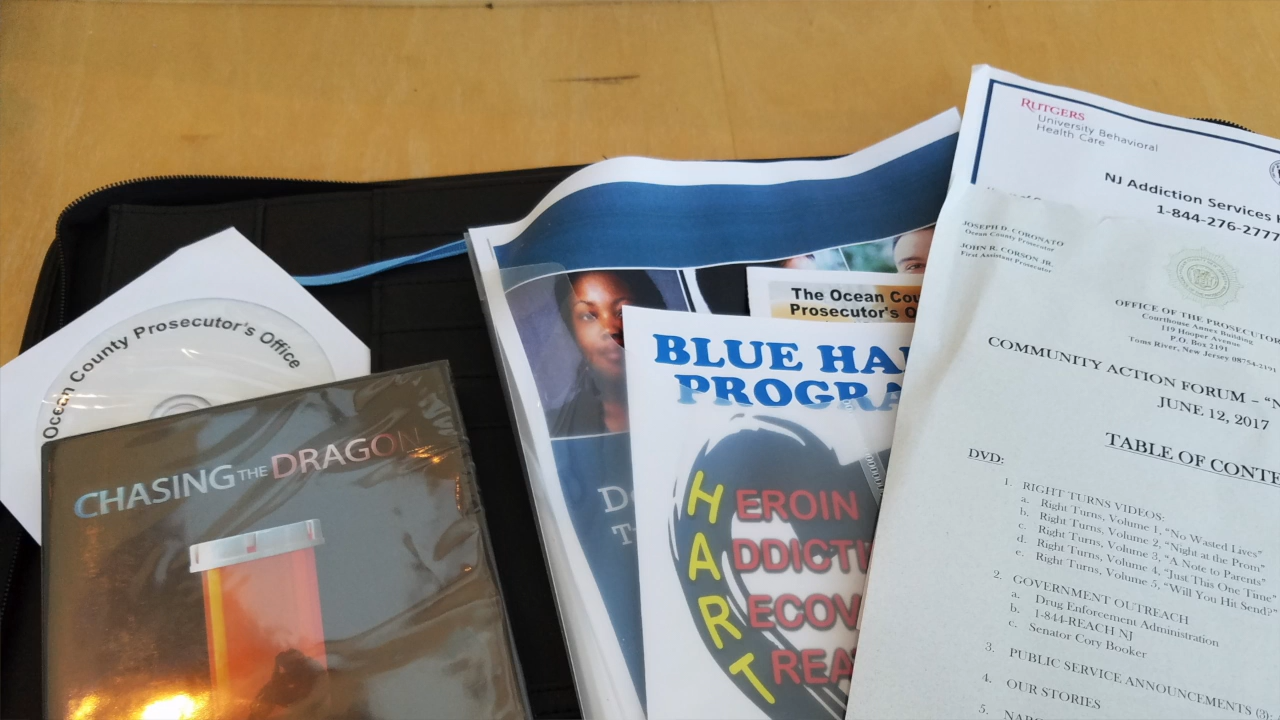 Ocean County Prosecutor's Office
CHASING THE DRAGON
The Ocean Cou
Prosecutor's O
BLUE HA
PROGRA
HART
EROIN
DDICTI
ECOV
REA
RUTGERS
University Behavioral
Health Care
NJ Addiction Services H
1-844-276-2777
JOSEPH D. CORONATO
Ocean County Prosecutor
JOHN R. CORSON JR.
First Assistant Prosecutor
OFFICE OF THE PROSECUTOR
Courthouse Annex Building
119 Hooper Avenue
P.O. Box 2191
Toms River, New Jersey 08754-2191
COMMUNITY ACTION FORUM – "N
JUNE 12, 2017
TABLE OF CONTE
DVD:
1. RIGHT TURNS VIDEOS:
a. Right Turns, Volume 1, "No Wasted Lives"
b. Right Turns, Volume 2, "Night at the Prom"
c. Right Turns, Volume 3, "A Note to Parents"
d. Right Turns, Volume 4, "Just This One Time"
e. Right Turns, Volume 5, "Will You Hit Send?"
2. GOVERNMENT OUTREACH
a. Drug Enforcement Administration
b. 1-844-REACH NJ
c. Senator Cory Booker
3. PUBLIC SERVICE ANNOUNCEMENTS (3)
4. OUR STORIES
5.